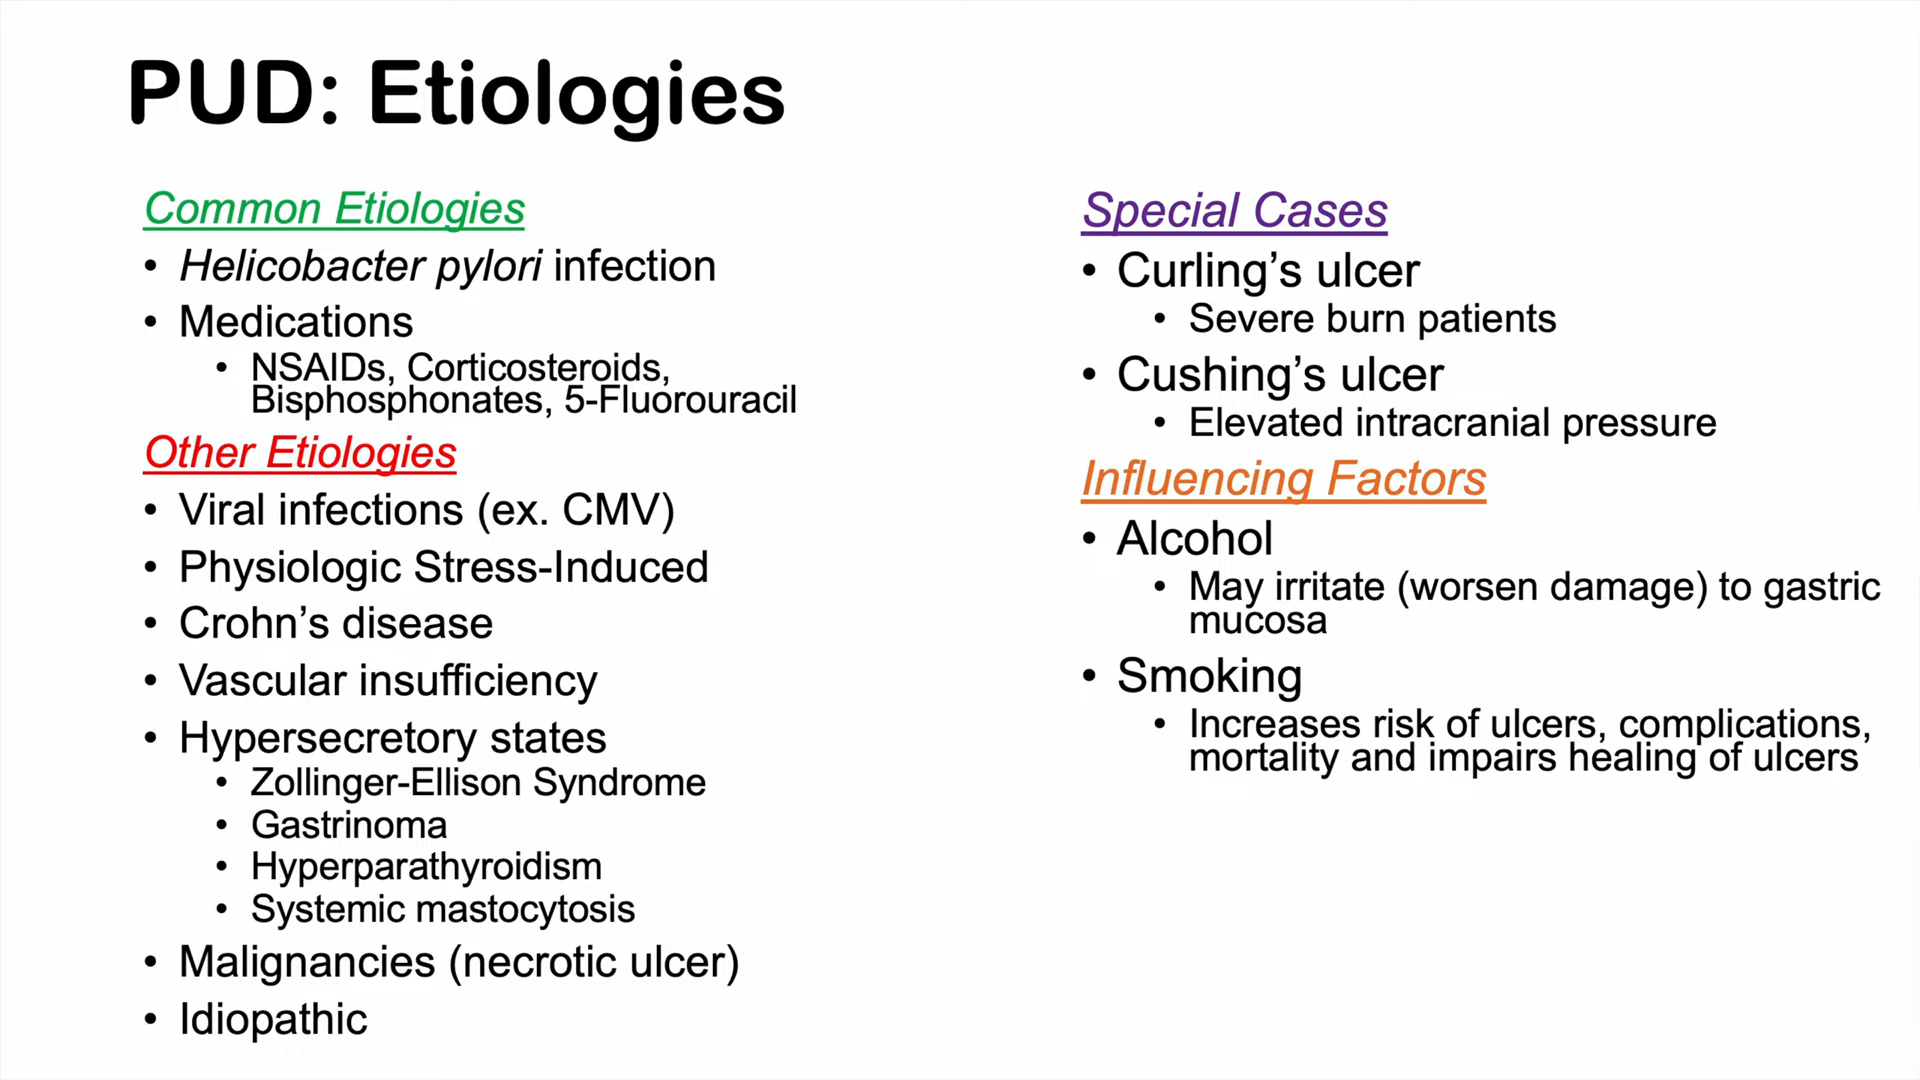 PUD: Etiologies
Common Etiologies
• Helicobacter pylori infection
• Medications
• NSAIDs, Corticosteroids,
Bisphosphonates, 5-Fluorouracil
Other Etiologies
• Viral infections (ex. CMV)
• Physiologic Stress-Induced
• Crohn’s disease
• Vascular insufficiency
• Hypersecretory states
• Zollinger-Ellison Syndrome
• Gastrinoma
• Hyperparathyroidism
• Systemic mastocytosis
• Malignancies (necrotic ulcer)
• Idiopathic
Special Cases
• Curling’s ulcer
• Severe burn patients
• Cushing’s ulcer
• Elevated intracranial pressure
Influencing Factors
• Alcohol
• May irritate (worsen damage) to gastric
mucosa
• Smoking
• Increases risk of ulcers, complications,
mortality and impairs healing of ulcers